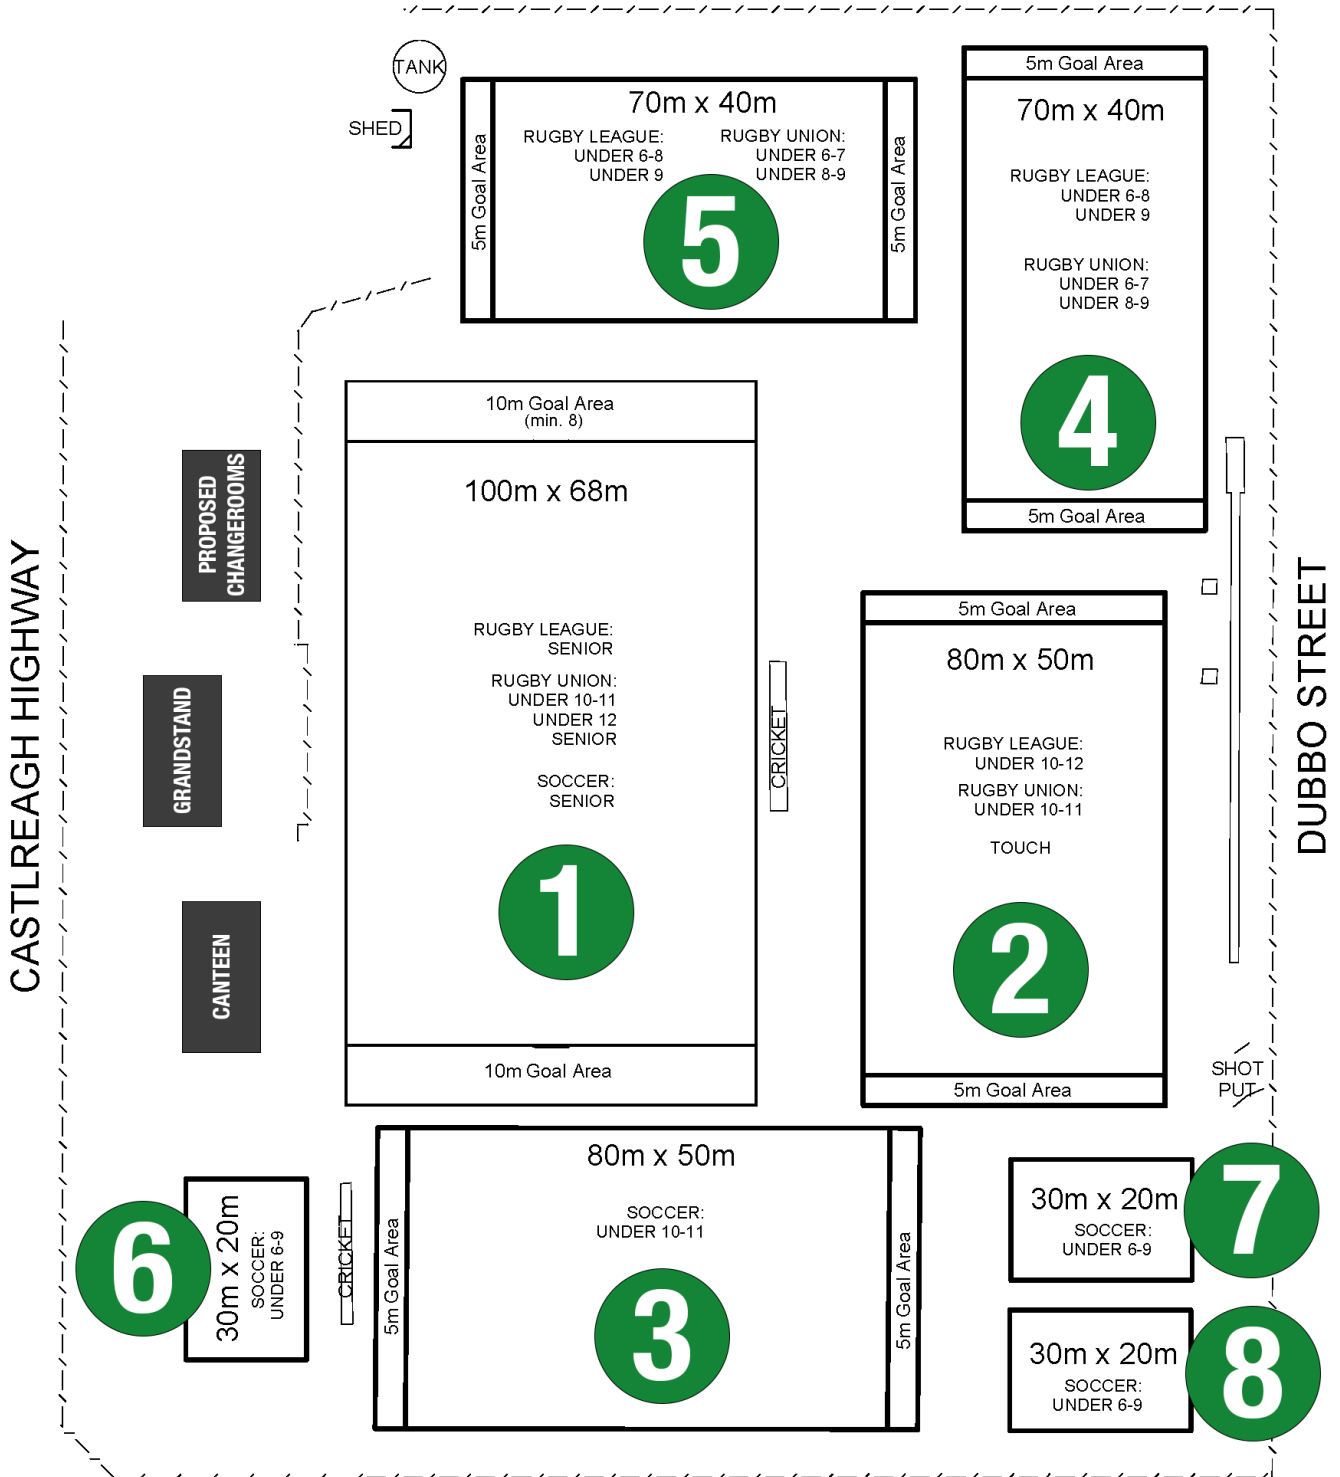 TANK
SHED
5m Goal Area
70m x 40m
RUGBY LEAGUE:
UNDER 6-8
UNDER 9
RUGBY UNION:
UNDER 6-7
UNDER 8-9
5
5m Goal Area
5m Goal Area
70m x 40m
RUGBY LEAGUE:
UNDER 6-8
UNDER 9
RUGBY UNION:
UNDER 6-7
UNDER 8-9
4
5m Goal Area
CASTLREAGH HIGHWAY
PROPOSED
CHANGEROOMS
GRANDSTAND
CANTEEN
10m Goal Area
(min. 8)
100m x 68m
RUGBY LEAGUE:
SENIOR
RUGBY UNION:
UNDER 10-11
UNDER 12
SENIOR
SOCCER:
SENIOR
1
10m Goal Area
CRICKET
5m Goal Area
80m x 50m
RUGBY LEAGUE:
UNDER 10-12
RUGBY UNION:
UNDER 10-11
TOUCH
2
5m Goal Area
DUBBO STREET
SHOT
PUT
6
30m x 20m
SOCCER:
UNDER 6-9
CRICKET
5m Goal Area
80m x 50m
SOCCER:
UNDER 10-11
3
5m Goal Area
30m x 20m
SOCCER:
UNDER 6-9
7
30m x 20m
SOCCER:
UNDER 6-9
8